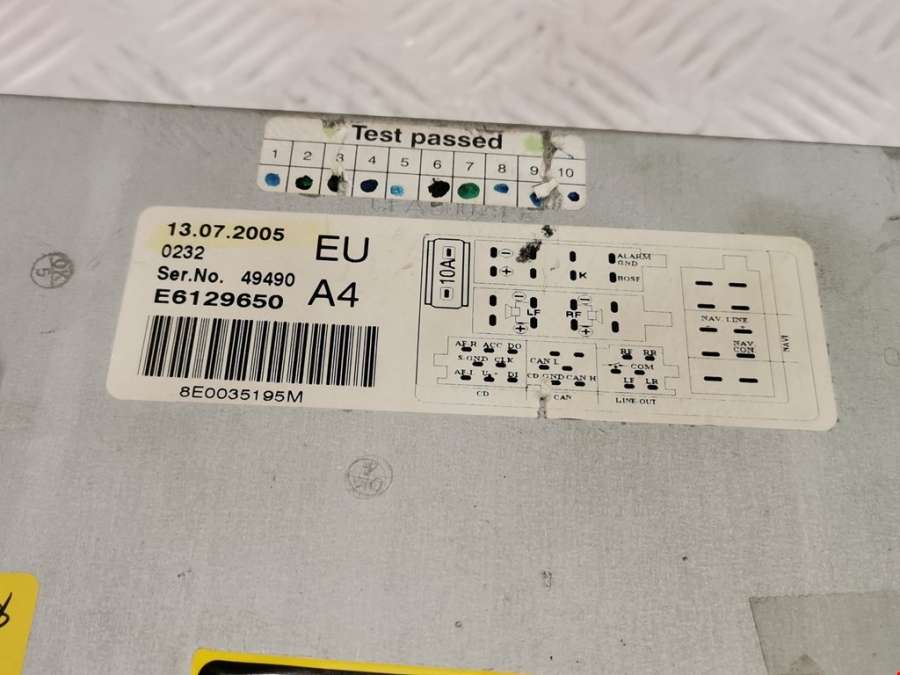 Test passed
1 2 3 4 5 6 7 8 9 10
13.07.2005
EU
0232
Ser.No. 49490
A4
E6129650
8E0035195M
10A
ALARM
GND
K
BOSE
LF
RF
NAV. LINE
NAV.
CON
NAVI
AF.R ACC DO
S.GND CLK
AF.L U+ DI
CD
CAN L
CD-GND CAN H
CAN
RF RR
COM
LF LR
LINE OUT